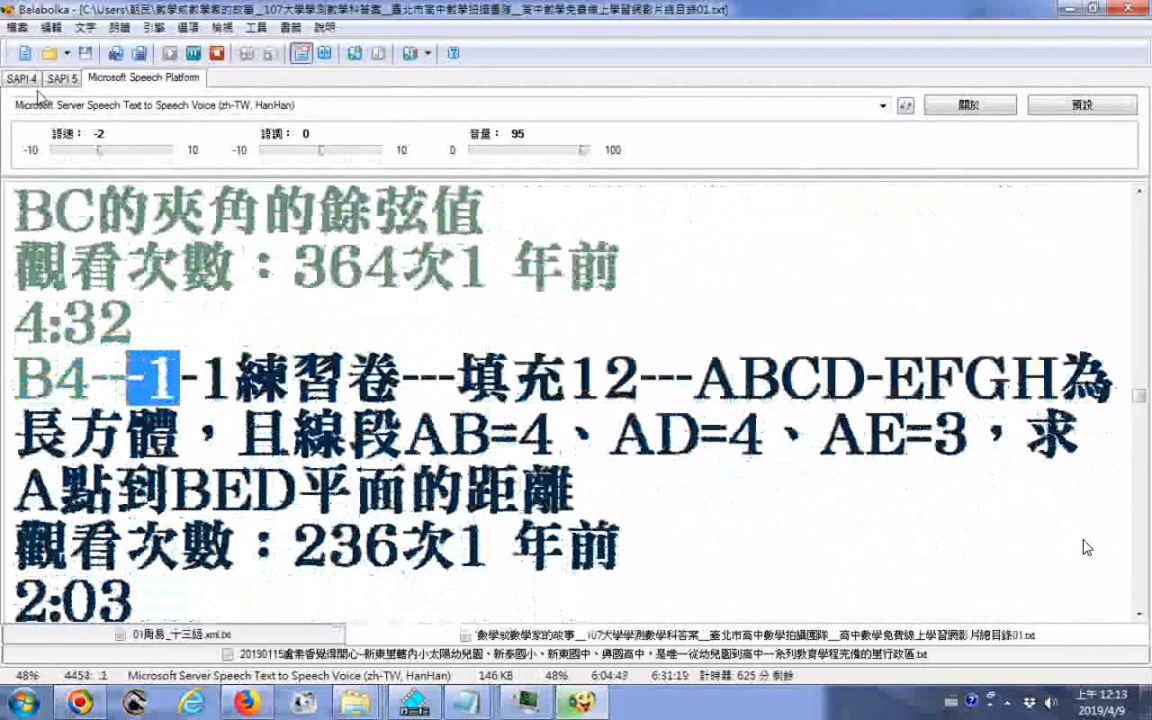 Balabolka - [C:\Users\範民\數學或數學家的故事__107大學學測數學科答案__臺北市高中數學拍攝團隊__高中數學免費線上學習網影片總目錄01.txt]
檔案 編輯 文字 朗讀 引擎 選項 檢視 工具 書籤 說明
SAPI 4 SAPI 5 Microsoft Speech Platform
Microsoft Server Speech Text to Speech Voice (zh-TW, HanHan) 關於 預設
語速： -2 語調： 0 音量： 95
-10 10 -10 10 0 100
BC的夾角的餘弦值
觀看次數：364次1 年前
4:32
B4---1-1練習卷---填充12---ABCD-EFGH為
長方體，且線段AB=4、AD=4、AE=3，求
A點到BED平面的距離
觀看次數：236次1 年前
2:03
01周易_十三經.xml.txt 數學或數學家的故事__107大學學測數學科答案__臺北市高中數學拍攝團隊__高中數學免費線上學習網影片總目錄01.txt
20190115盧素香覺得開心-新東里轄內小太陽幼兒園、新泰國小、新東國中、興國高中，是唯一從幼兒園到高中一系列教育學程完備的里行政區.txt
48% 4453: :1 Microsoft Server Speech Text to Speech Voice (zh-TW, HanHan) 146 KB 48% 6:04:43 6:31:19 計時器: 625 分 剩餘
上午 12:13
2019/4/9